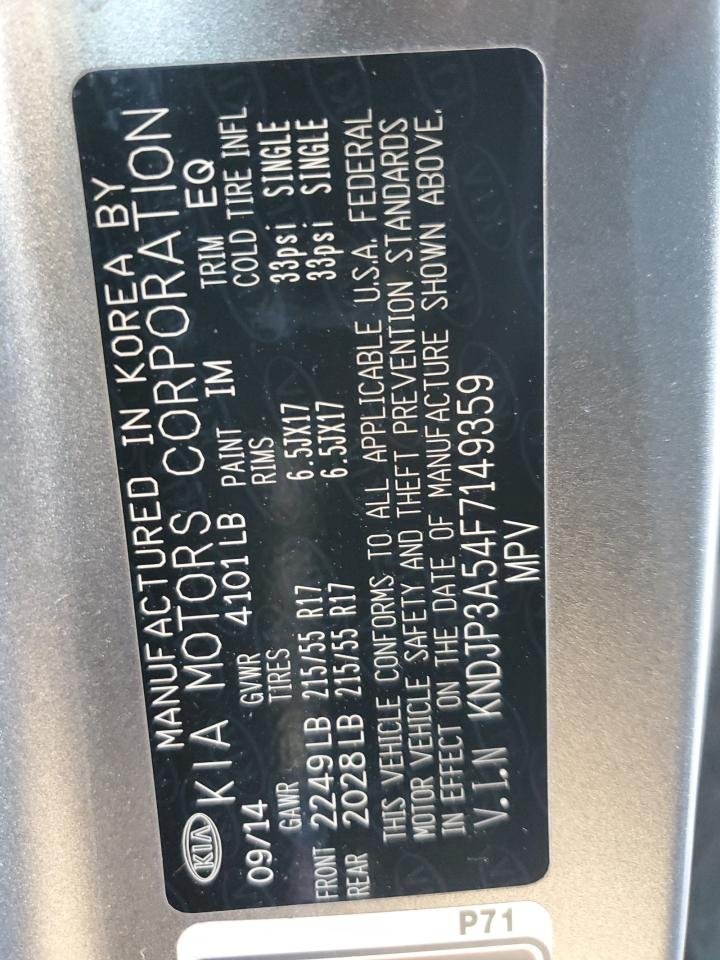 MANUFACTURED IN KOREA BY
KIA KIA MOTORS CORPORATION
09/14 GVWR 4101LB PAINT IM TRIM EQ
GAWR TIRES RIMS COLD TIRE INFL
FRONT 2249LB 215/55 R17 6.5JX17 33psi SINGLE
REAR 2028LB 215/55 R17 6.5JX17 33psi SINGLE
THIS VEHICLE CONFORMS TO ALL APPLICABLE U.S.A. FEDERAL
MOTOR VEHICLE SAFETY AND THEFT PREVENTION STANDARDS
IN EFFECT ON THE DATE OF MANUFACTURE SHOWN ABOVE.
V.I.N KNDJP3A54F7149359
MPV
P71